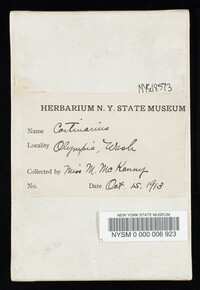 NYSd8573
HERBARIUM N. Y. STATE MUSEUM
Name Cortinarius
Locality Olympia, Wash
Collected by Miss M. McKenny
No. Date Oct. 15. 1913
NEW YORK STATE MUSEUM
NYSM 0 000 006 923